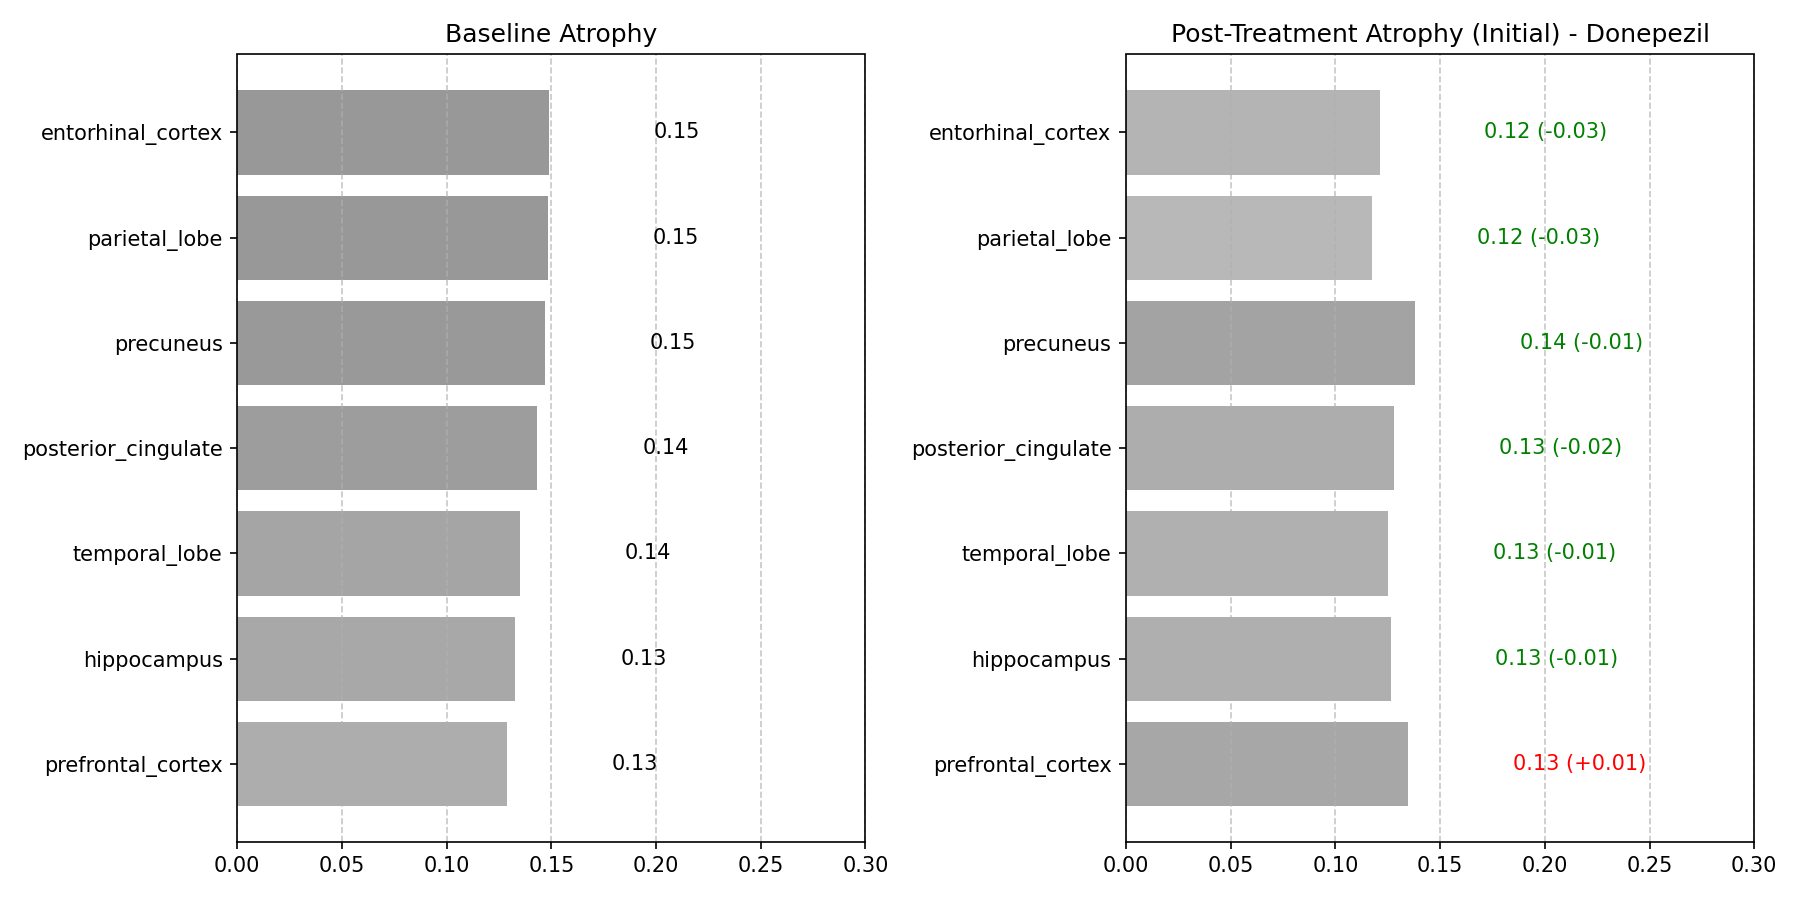 Baseline Atrophy
entorhinal_cortex 0.15
parietal_lobe 0.15
precuneus 0.15
posterior_cingulate 0.14
temporal_lobe 0.14
hippocampus 0.13
prefrontal_cortex 0.13
0.00 0.05 0.10 0.15 0.20 0.25 0.30
Post-Treatment Atrophy (Initial) - Donepezil
entorhinal_cortex 0.12 (-0.03)
parietal_lobe 0.12 (-0.03)
precuneus 0.14 (-0.01)
posterior_cingulate 0.13 (-0.02)
temporal_lobe 0.13 (-0.01)
hippocampus 0.13 (-0.01)
prefrontal_cortex 0.13 (+0.01)
0.00 0.05 0.10 0.15 0.20 0.25 0.30